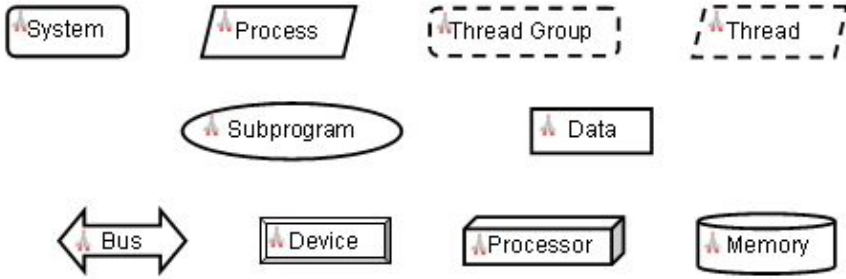 System Process Thread Group Thread
Subprogram Data
Bus Device Processor Memory